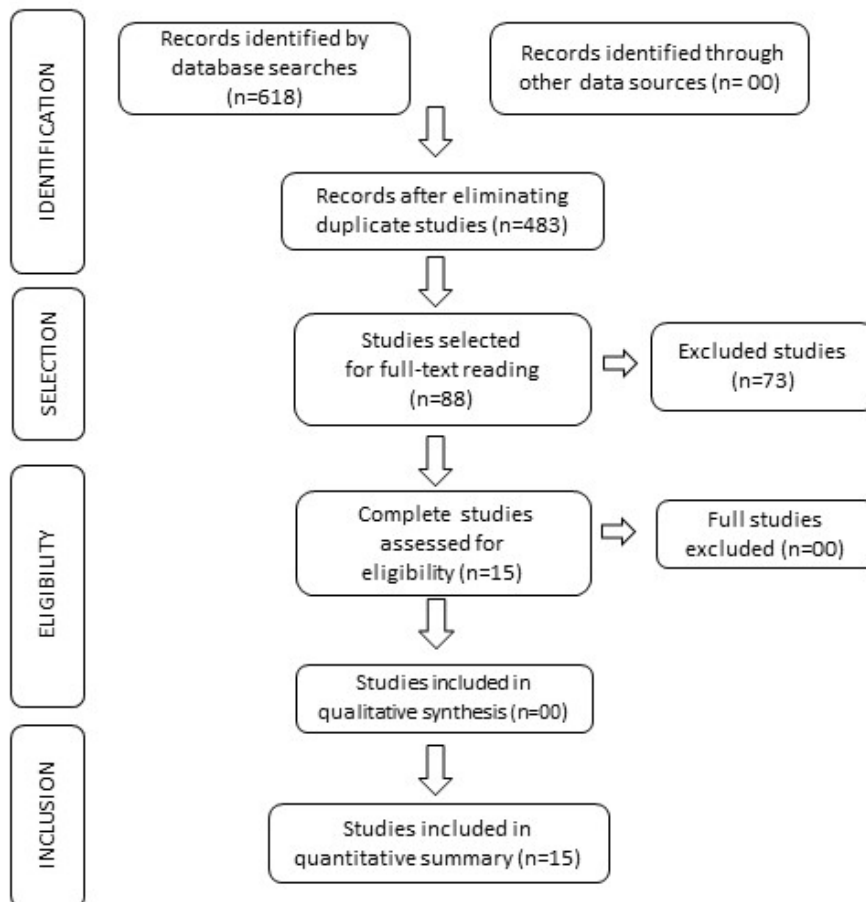 IDENTIFICATION
Records identified by
database searches
(n=618)
Records identified through
other data sources (n= 00)
Records after eliminating
duplicate studies (n=483)
SELECTION
Studies selected
for full-text reading
(n=88)
Excluded studies
(n=73)
ELIGIBILITY
Complete studies
assessed for
eligibility (n=15)
Full studies
excluded (n=00)
Studies included in
qualitative synthesis (n=00)
INCLUSION
Studies included in
quantitative summary (n=15)